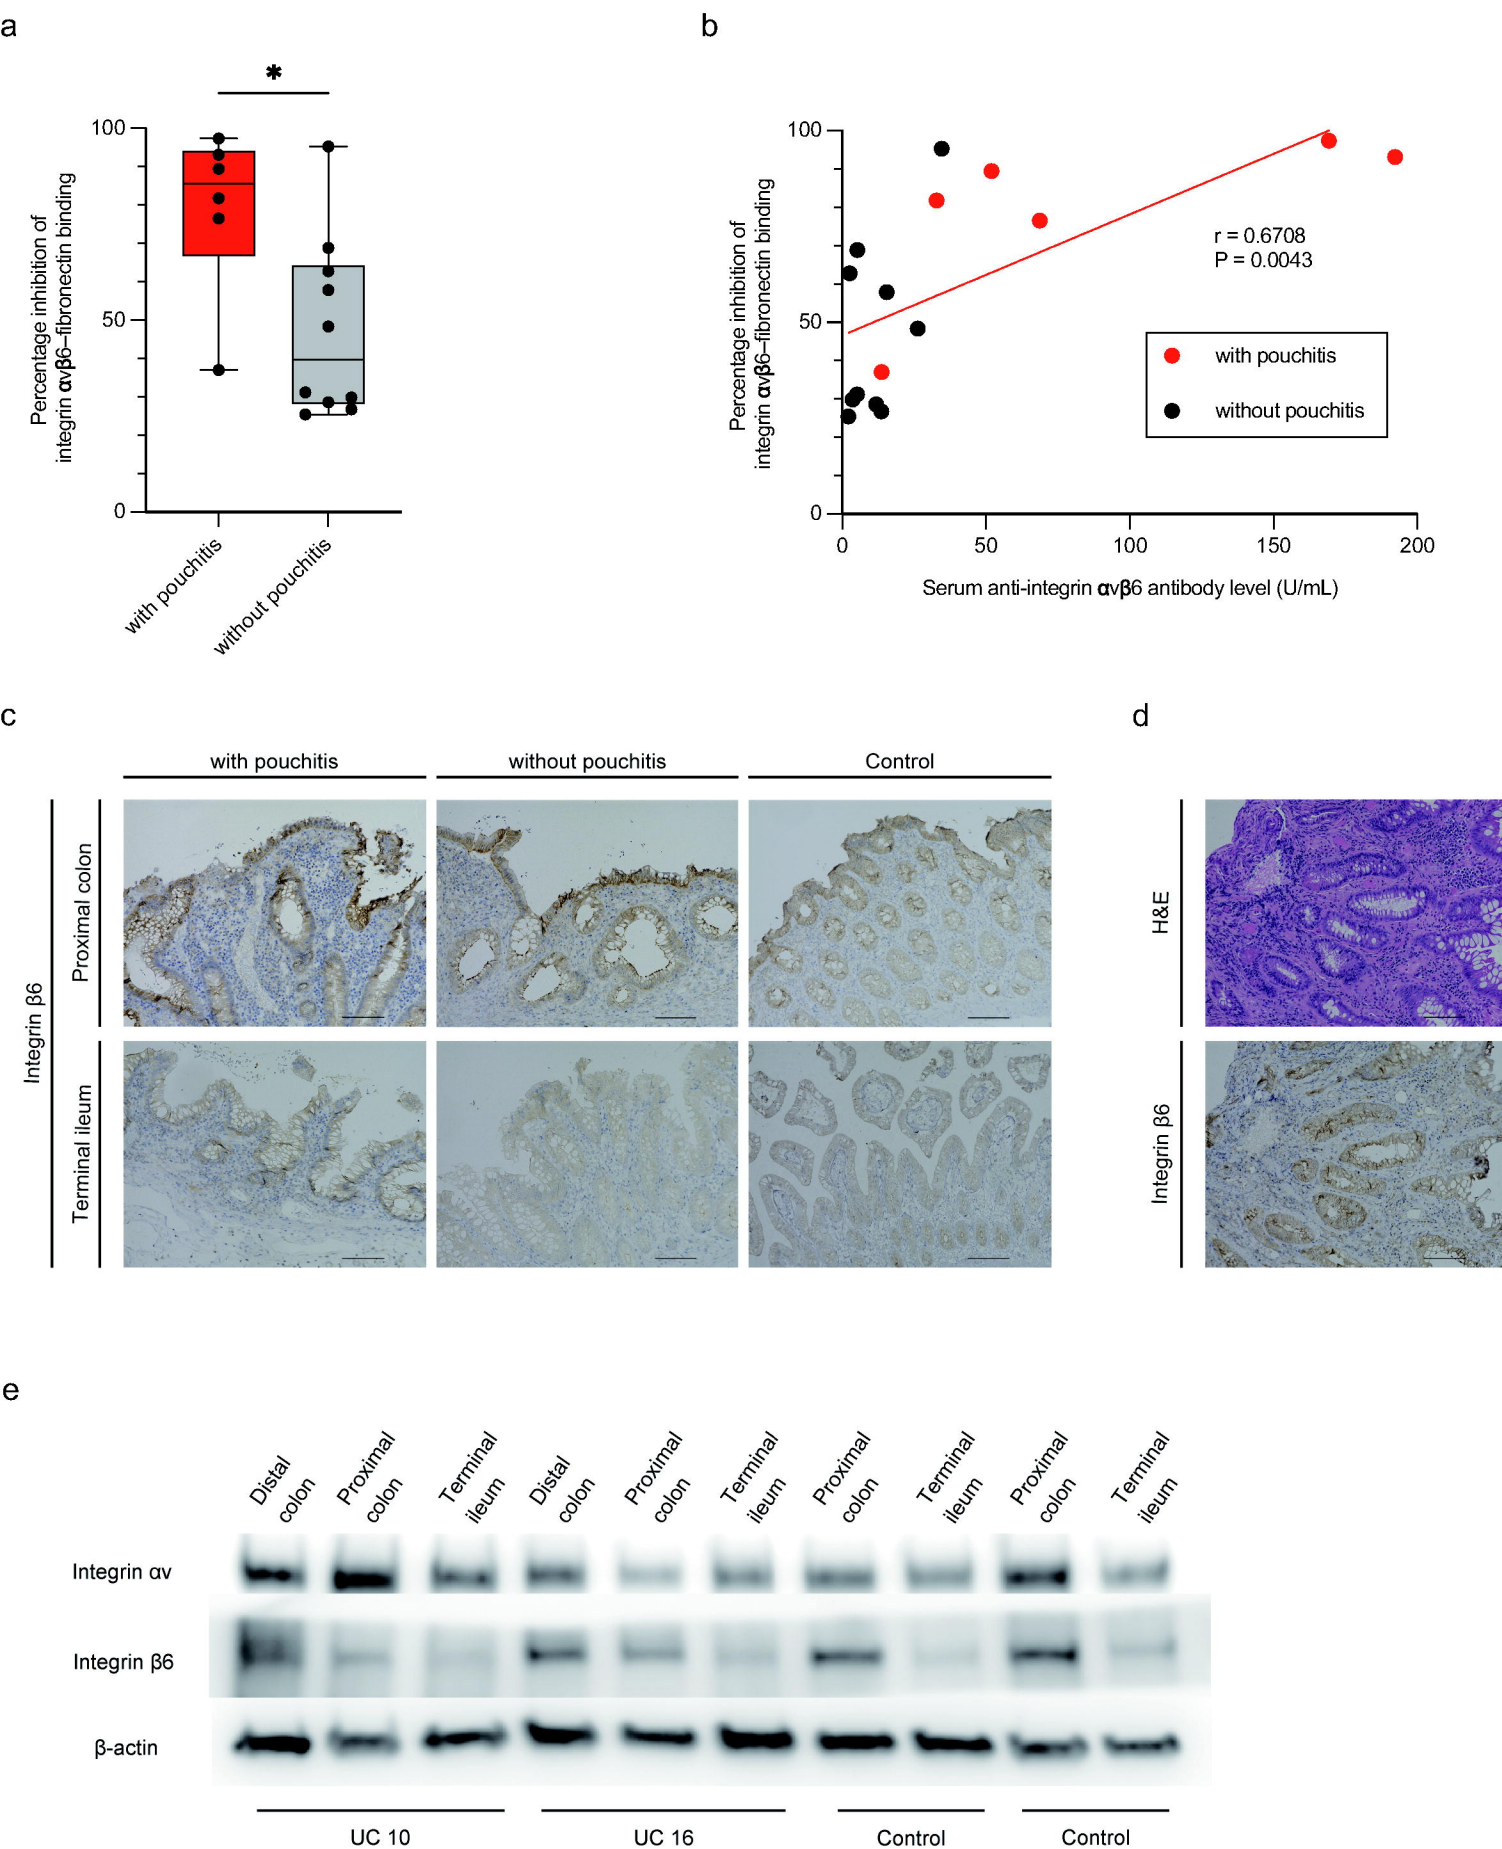 a
*
100
50
0
Percentage inhibition of
integrin αvβ6–fibronectin binding
with pouchitis
without pouchitis
b
100
50
0
Percentage inhibition of
integrin αvβ6–fibronectin binding
r = 0.6708
P = 0.0043
with pouchitis
without pouchitis
0
50
100
150
200
Serum anti-integrin αvβ6 antibody level (U/mL)
c
with pouchitis
without pouchitis
Control
Integrin β6
Proximal colon
Terminal ileum
d
H&E
Integrin β6
e
Distal
colon
Proximal
colon
Terminal
ileum
Distal
colon
Proximal
colon
Terminal
ileum
Proximal
colon
Terminal
ileum
Proximal
colon
Terminal
ileum
Integrin αv
Integrin β6
β-actin
UC 10
UC 16
Control
Control